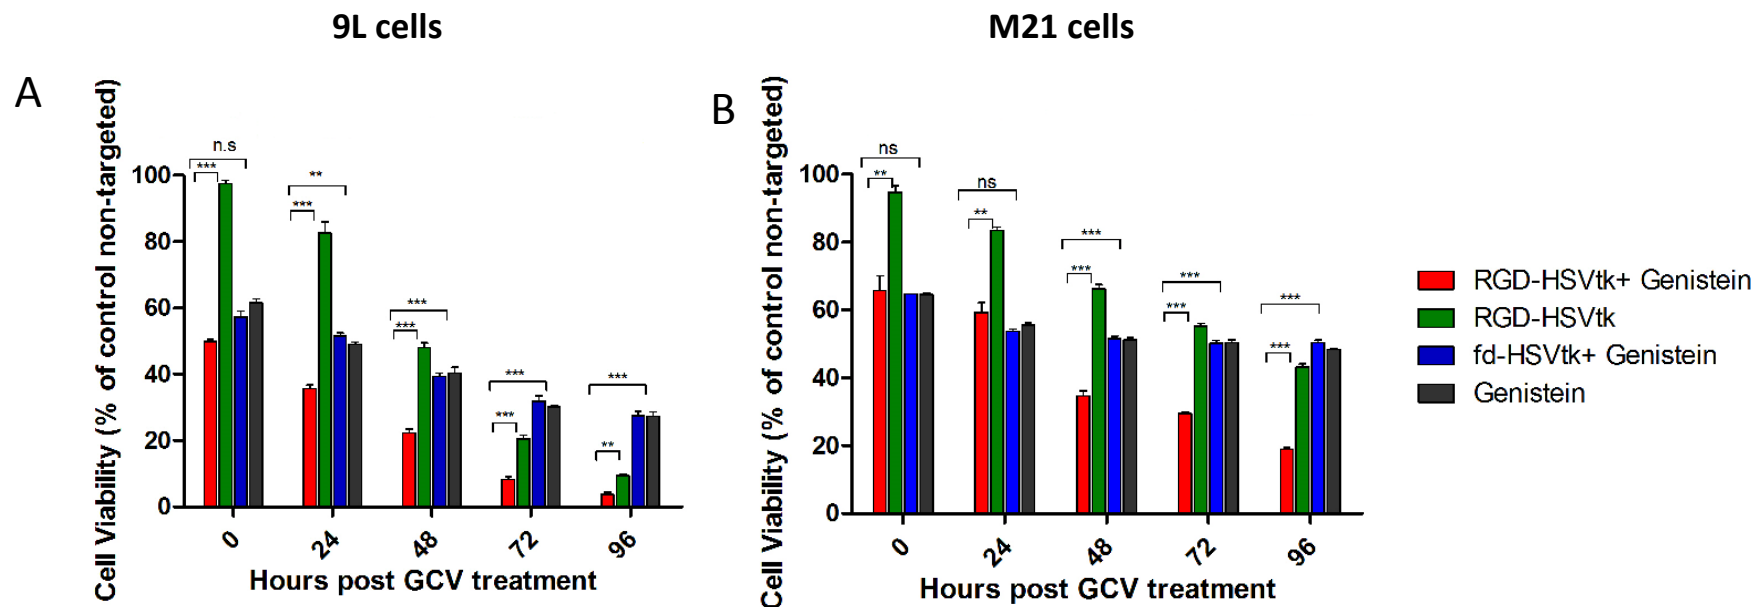 9L cells
M21 cells
A
B
Cell Viability (% of control non-targeted)
100
80
60
40
20
0
n.s
***
**
***
***
***
***
***
***
**
0
24
48
72
96
Hours post GCV treatment
Cell Viability (% of control non-targeted)
100
80
60
40
20
0
ns
**
ns
**
***
***
***
***
***
***
0
24
48
72
96
Hours post GCV treatment
RGD-HSVtk+ Genistein
RGD-HSVtk
fd-HSVtk+ Genistein
Genistein